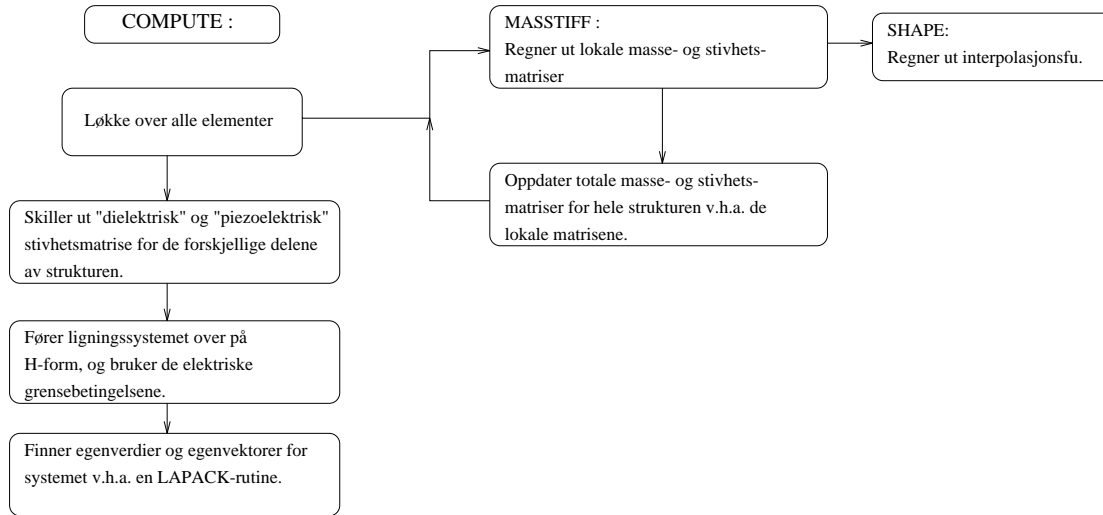 COMPUTE :
MASSTIFF :
Regner ut lokale masse- og stivhets-
matriser
SHAPE:
Regner ut interpolasjonsfu.
Løkke over alle elementer
Oppdater totale masse- og stivhets-
matriser for hele strukturen v.h.a. de
lokale matrisene.
Skiller ut "dielektrisk" og "piezoelektrisk"
stivhetsmatrise for de forskjellige delene
av strukturen.
Fører ligningssystemet over på
H-form, og bruker de elektriske
grensebetingelsene.
Finner egenverdier og egenvektorer for
systemet v.h.a. en LAPACK-rutine.